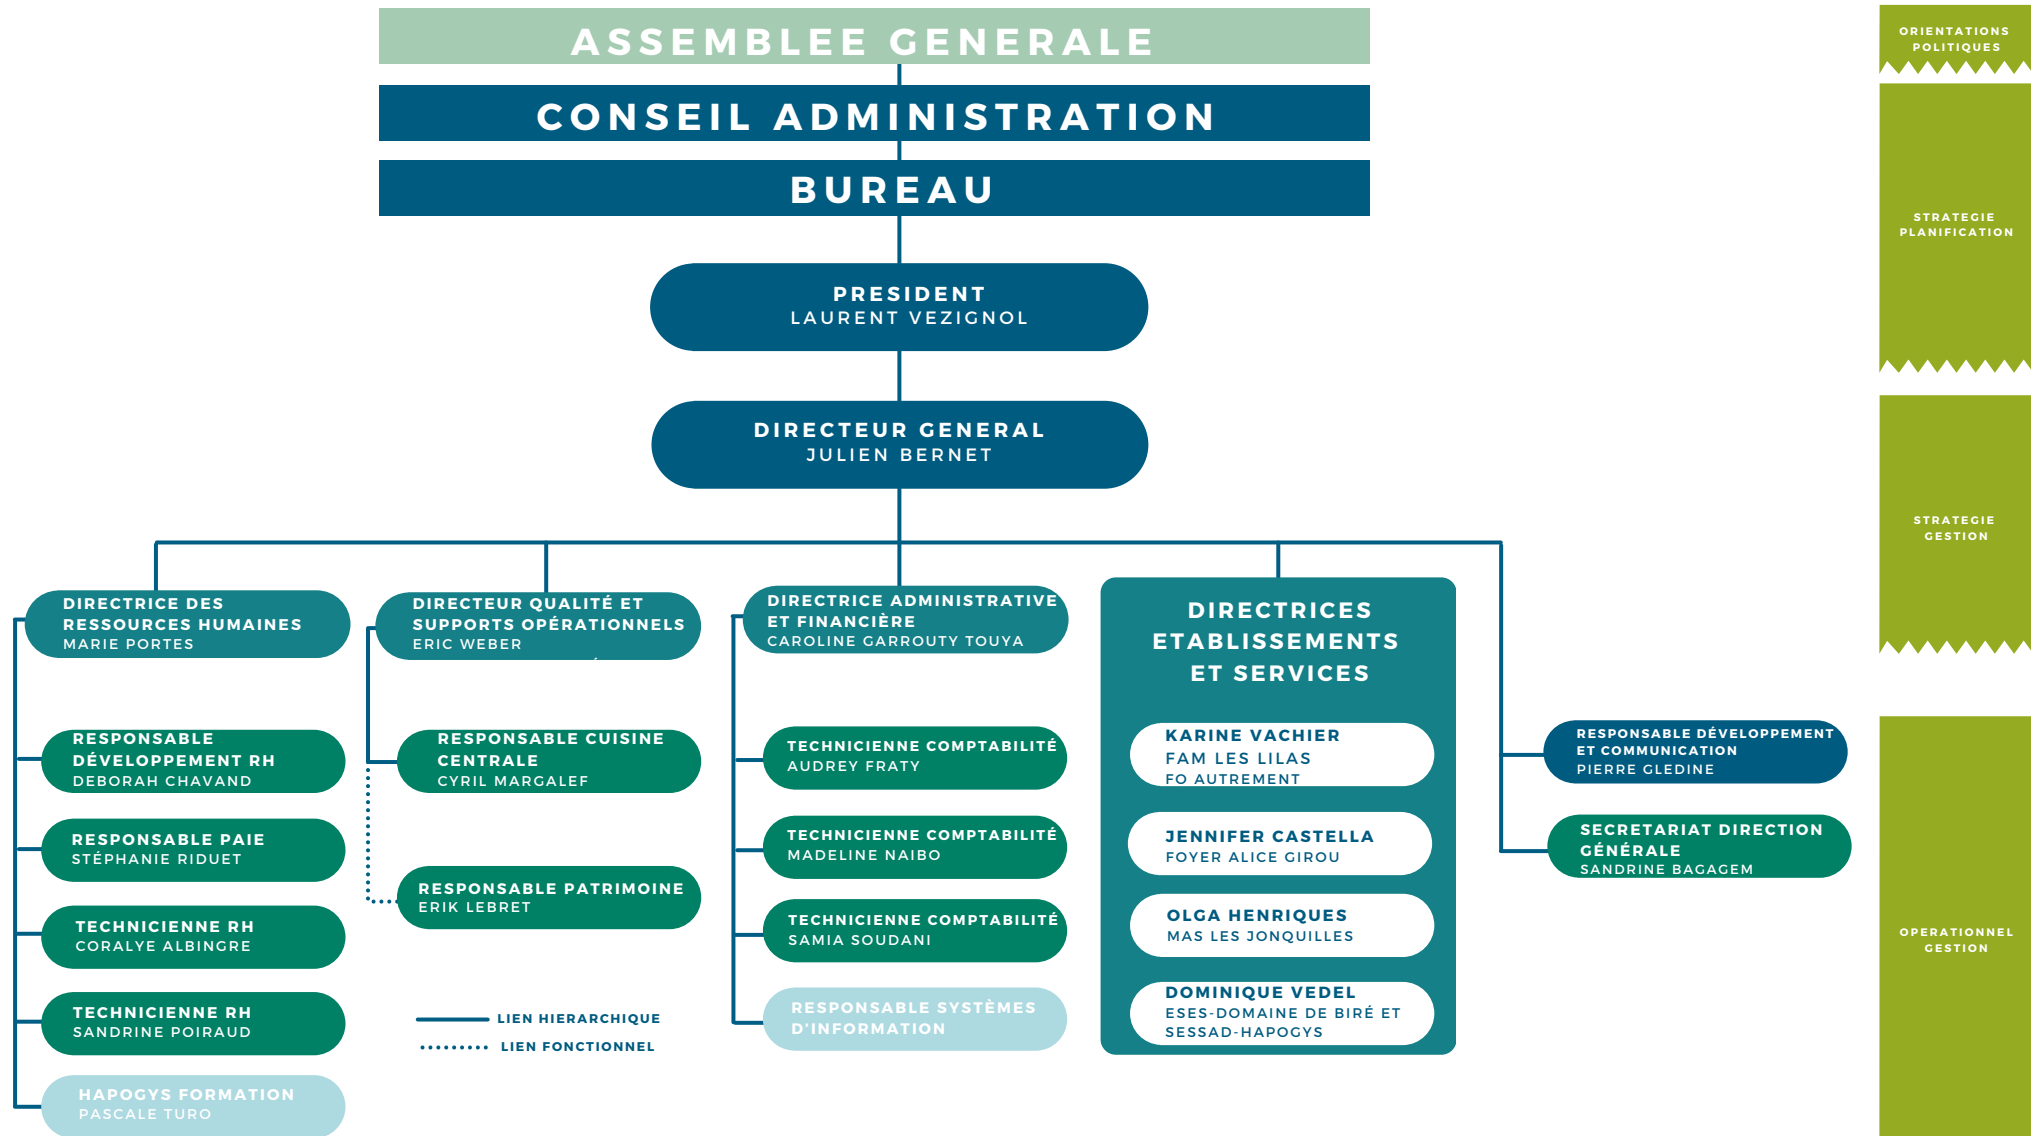 ASSEMBLEE GENERALE
CONSEIL ADMINISTRATION
BUREAU
PRESIDENT
LAURENT VEZIGNOL
DIRECTEUR GENERAL
JULIEN BERNET
DIRECTRICE DES
RESSOURCES HUMAINES
MARIE PORTES
RESPONSABLE
DÉVELOPPEMENT RH
DEBORAH CHAVAND
RESPONSABLE PAIE
STÉPHANIE RIDUET
TECHNICIENNE RH
CORALYE ALBINGRE
TECHNICIENNE RH
SANDRINE POIRAUD
HAPOGYS FORMATION
PASCALE TURO
DIRECTEUR QUALITÉ ET
SUPPORTS OPÉRATIONNELS
ERIC WEBER
RESPONSABLE CUISINE
CENTRALE
CYRIL MARGALEF
RESPONSABLE PATRIMOINE
ERIK LEBRET
LIEN HIERARCHIQUE
LIEN FONCTIONNEL
DIRECTRICE ADMINISTRATIVE
ET FINANCIÈRE
CAROLINE GARROUTY TOUYA
TECHNICIENNE COMPTABILITÉ
AUDREY FRATY
TECHNICIENNE COMPTABILITÉ
MADELINE NAIBO
TECHNICIENNE COMPTABILITÉ
SAMIA SOUDANI
RESPONSABLE SYSTÈMES
D'INFORMATION
DIRECTRICES
ETABLISSEMENTS
ET SERVICES
KARINE VACHIER
FAM LES LILAS
FO AUTREMENT
JENNIFER CASTELLA
FOYER ALICE GIROU
OLGA HENRIQUES
MAS LES JONQUILLES
DOMINIQUE VEDEL
ESES-DOMAINE DE BIRÉ ET
SESSAD-HAPOGYS
RESPONSABLE DÉVELOPPEMENT
ET COMMUNICATION
PIERRE GLEDINE
SECRETARIAT DIRECTION
GÉNÉRALE
SANDRINE BAGAGEM
ORIENTATIONS
POLITIQUES
STRATEGIE
PLANIFICATION
STRATEGIE
GESTION
OPERATIONNEL
GESTION